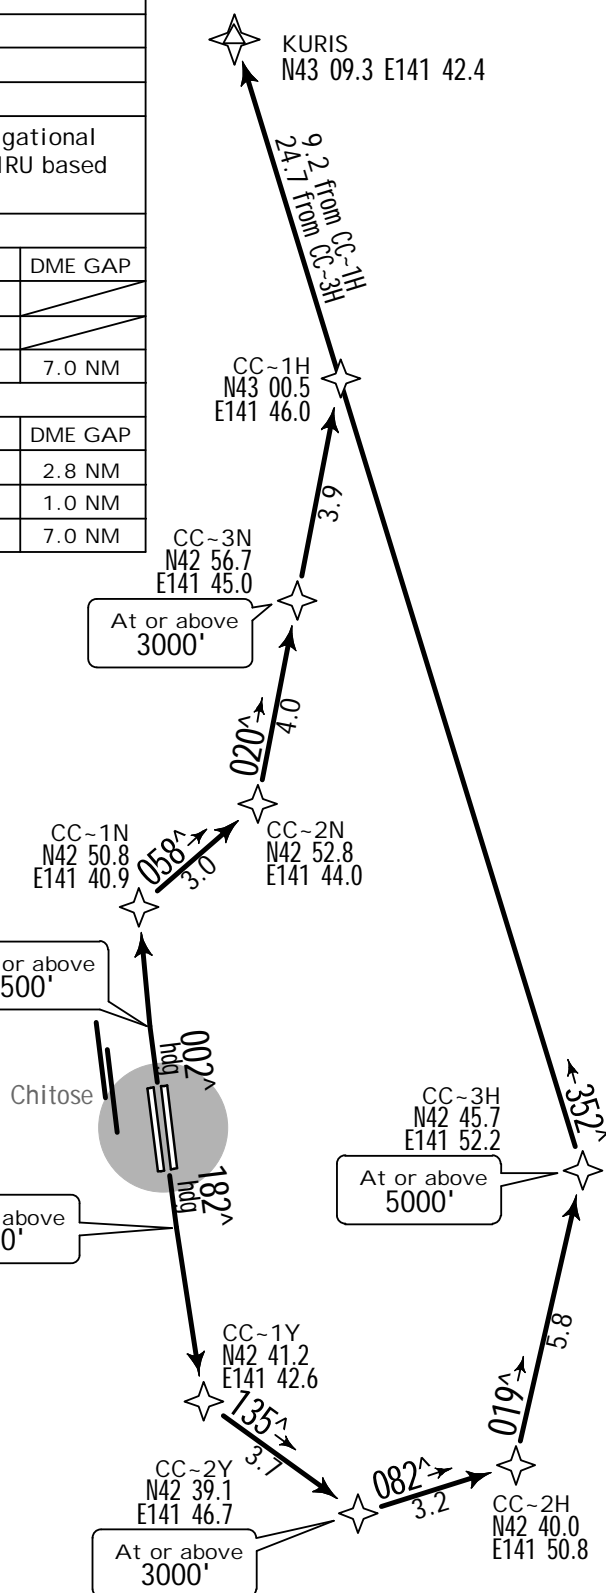 gational
IRU based
DME GAP
7.0 NM
DME GAP
2.8 NM
1.0 NM
7.0 NM
KURIS
N43 09.3 E141 42.4
9.2 from CC~1H
24.7 from CC~3H
CC~1H
N43 00.5
E141 46.0
3.9
CC~3N
N42 56.7
E141 45.0
At or above
3000'
020^
4.0
CC~2N
N42 52.8
E141 44.0
CC~1N
N42 50.8
E141 40.9
058^
3.0
or above
500'
002^
hdg
Chitose
182^
hdg
above
0'
352^
CC~3H
N42 45.7
E141 52.2
At or above
5000'
5.8
019^
CC~1Y
N41 41.2
E141 42.6
135^
3.7
CC~2Y
N42 39.1
E141 46.7
At or above
3000'
082^
3.2
CC~2H
N42 40.0
E141 50.8